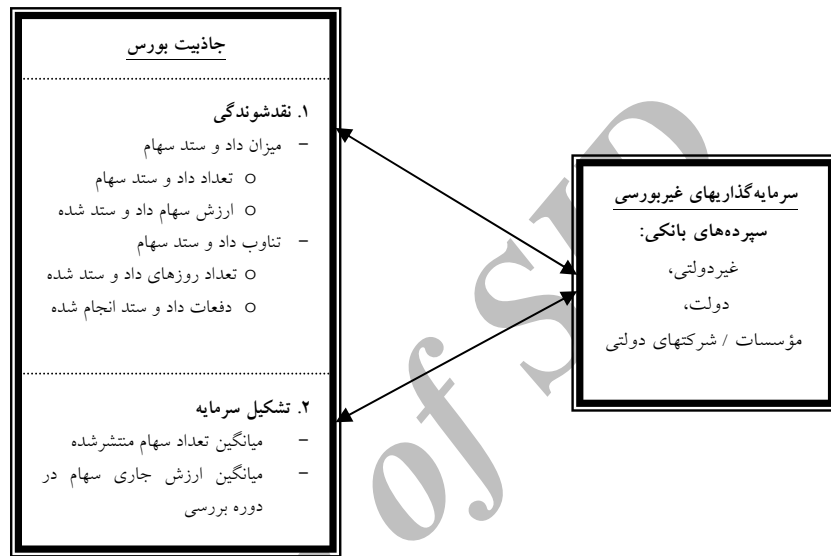 جاذبیت بورس
۱. نقدشوندگی
– میزان داد و ستد سهام
o تعداد داد و ستد سهام
o ارزش سهام داد و ستد شده
– تناوب داد و ستد سهام
o تعداد روزهای داد و ستد شده
o دفعات داد و ستد انجام شده
۲. تشکیل سرمایه
– میانگین تعداد سهام منتشرشده
– میانگین ارزش جاری سهام در
دوره بررسی
سرمایه‌گذاریهای غیربورسی
سپرده‌های بانکی:
غیردولتی،
دولت،
مؤسسات / شرکتهای دولتی
of SID